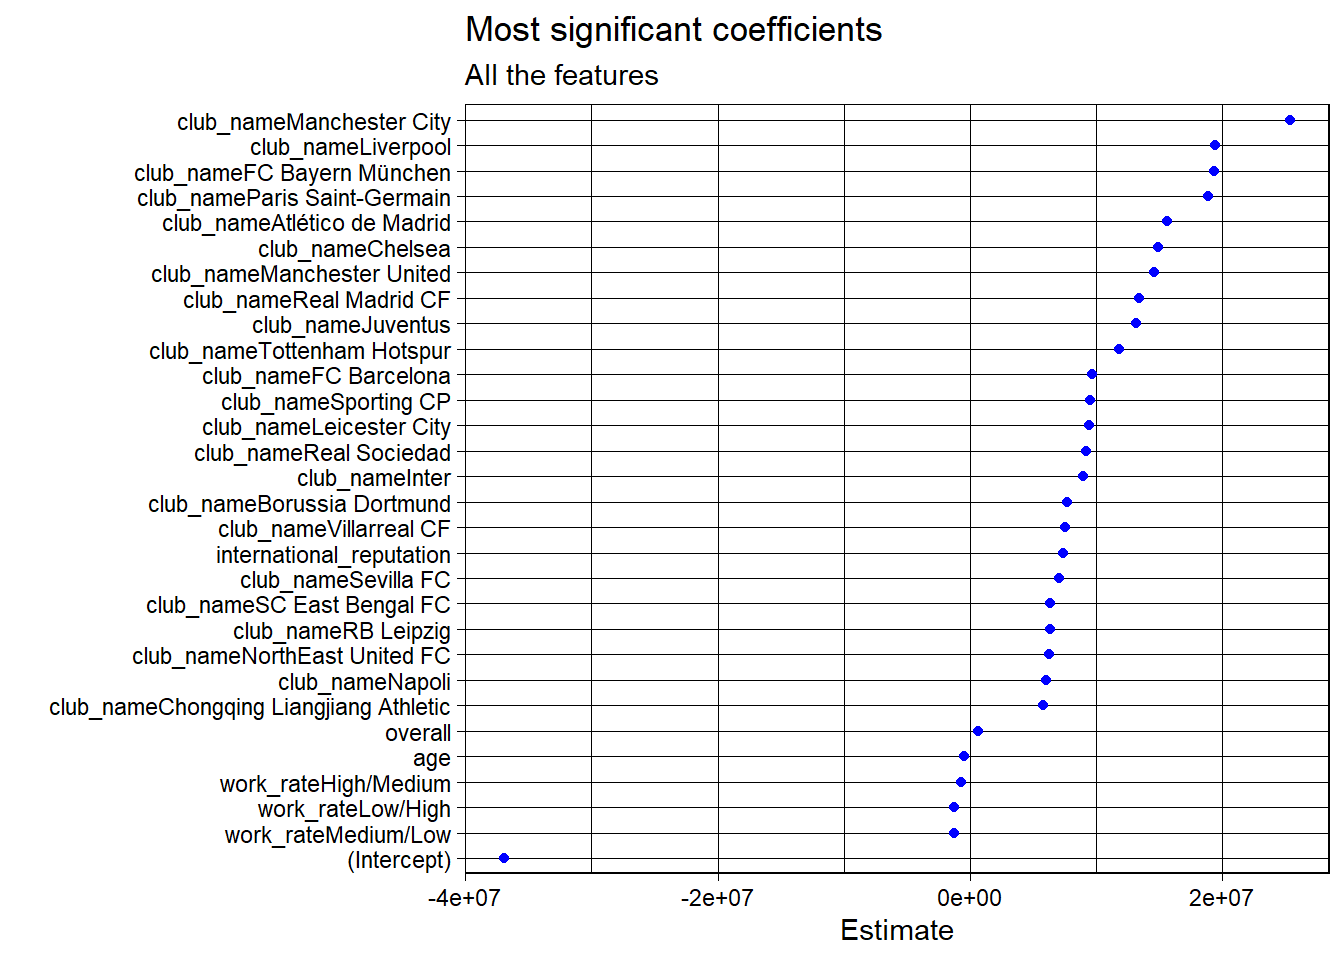 Most significant coefficients
All the features
club_nameManchester City
club_nameLiverpool
club_nameFC Bayern München
club_nameParis Saint-Germain
club_nameAtlético de Madrid
club_nameChelsea
club_nameManchester United
club_nameReal Madrid CF
club_nameJuventus
club_nameTottenham Hotspur
club_nameFC Barcelona
club_nameSporting CP
club_nameLeicester City
club_nameReal Sociedad
club_nameInter
club_nameBorussia Dortmund
club_nameVillarreal CF
international_reputation
club_nameSevilla FC
club_nameSC East Bengal FC
club_nameRB Leipzig
club_nameNorthEast United FC
club_nameNapoli
club_nameChongqing Liangjiang Athletic
overall
age
work_rateHigh/Medium
work_rateLow/High
work_rateMedium/Low
(Intercept)
-4e+07 -2e+07 0e+00 2e+07
Estimate